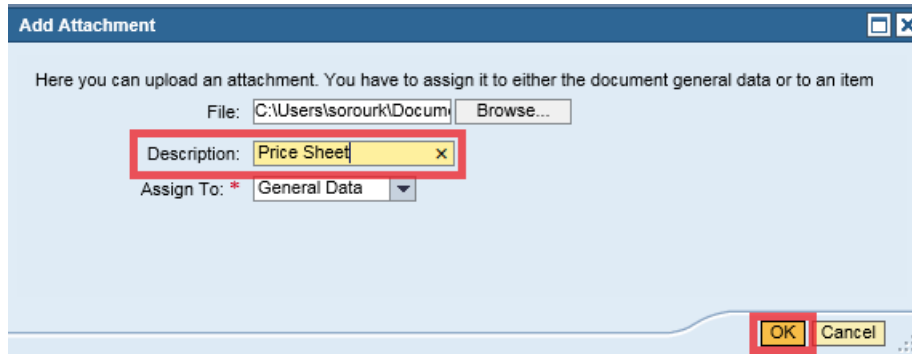 Add Attachment
Here you can upload an attachment. You have to assign it to either the document general data or to an item
File: C:\Users\sorourk\Docum Browse...
Description: Price Sheet
Assign To: * General Data
OK Cancel